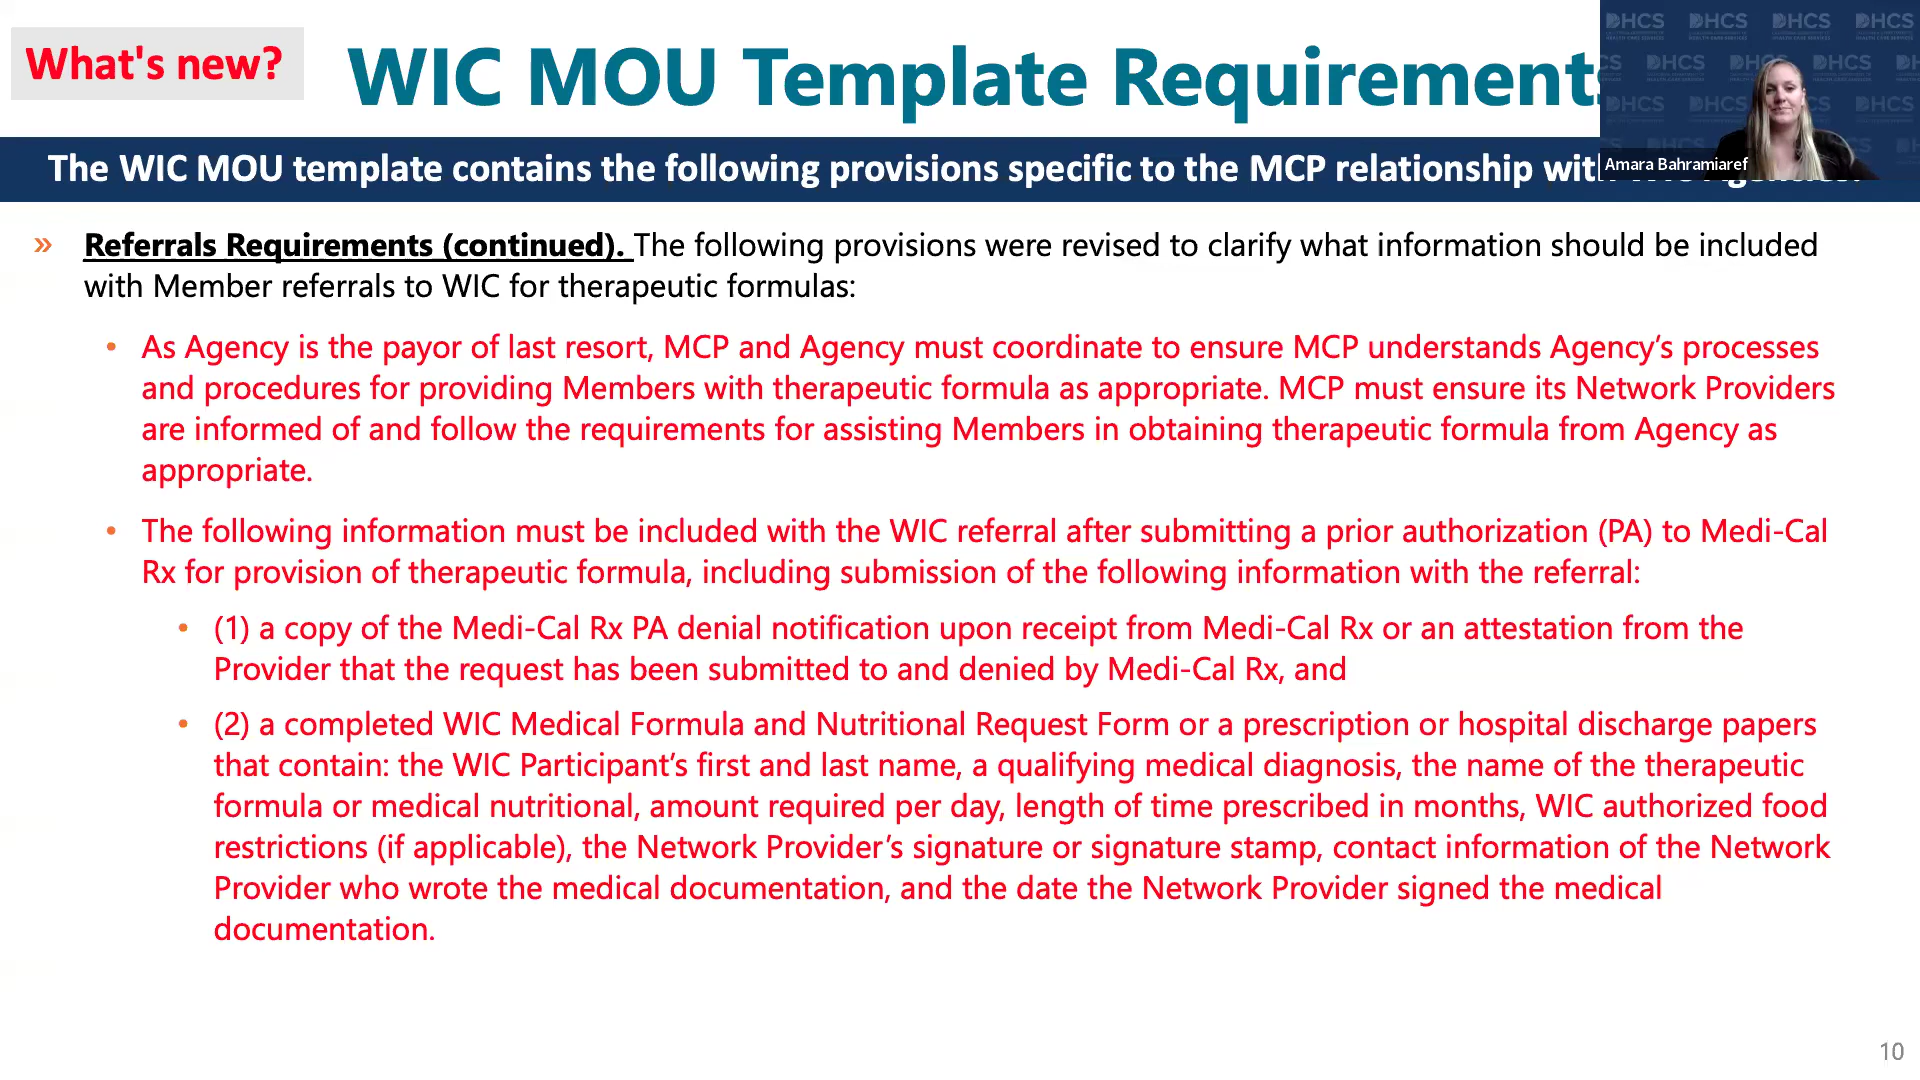 What's new?
WIC MOU Template Requirements
DHCS DHCS DHCS DHCS
DHCS DHCS DHCS
DHCS DHCS DHCS
Amara Bahramiaref
The WIC MOU template contains the following provisions specific to the MCP relationship with
» Referrals Requirements (continued). The following provisions were revised to clarify what information should be included
with Member referrals to WIC for therapeutic formulas:
• As Agency is the payor of last resort, MCP and Agency must coordinate to ensure MCP understands Agency’s processes
and procedures for providing Members with therapeutic formula as appropriate. MCP must ensure its Network Providers
are informed of and follow the requirements for assisting Members in obtaining therapeutic formula from Agency as
appropriate.
• The following information must be included with the WIC referral after submitting a prior authorization (PA) to Medi-Cal
Rx for provision of therapeutic formula, including submission of the following information with the referral:
• (1) a copy of the Medi-Cal Rx PA denial notification upon receipt from Medi-Cal Rx or an attestation from the
Provider that the request has been submitted to and denied by Medi-Cal Rx, and
• (2) a completed WIC Medical Formula and Nutritional Request Form or a prescription or hospital discharge papers
that contain: the WIC Participant’s first and last name, a qualifying medical diagnosis, the name of the therapeutic
formula or medical nutritional, amount required per day, length of time prescribed in months, WIC authorized food
restrictions (if applicable), the Network Provider’s signature or signature stamp, contact information of the Network
Provider who wrote the medical documentation, and the date the Network Provider signed the medical
documentation.
10